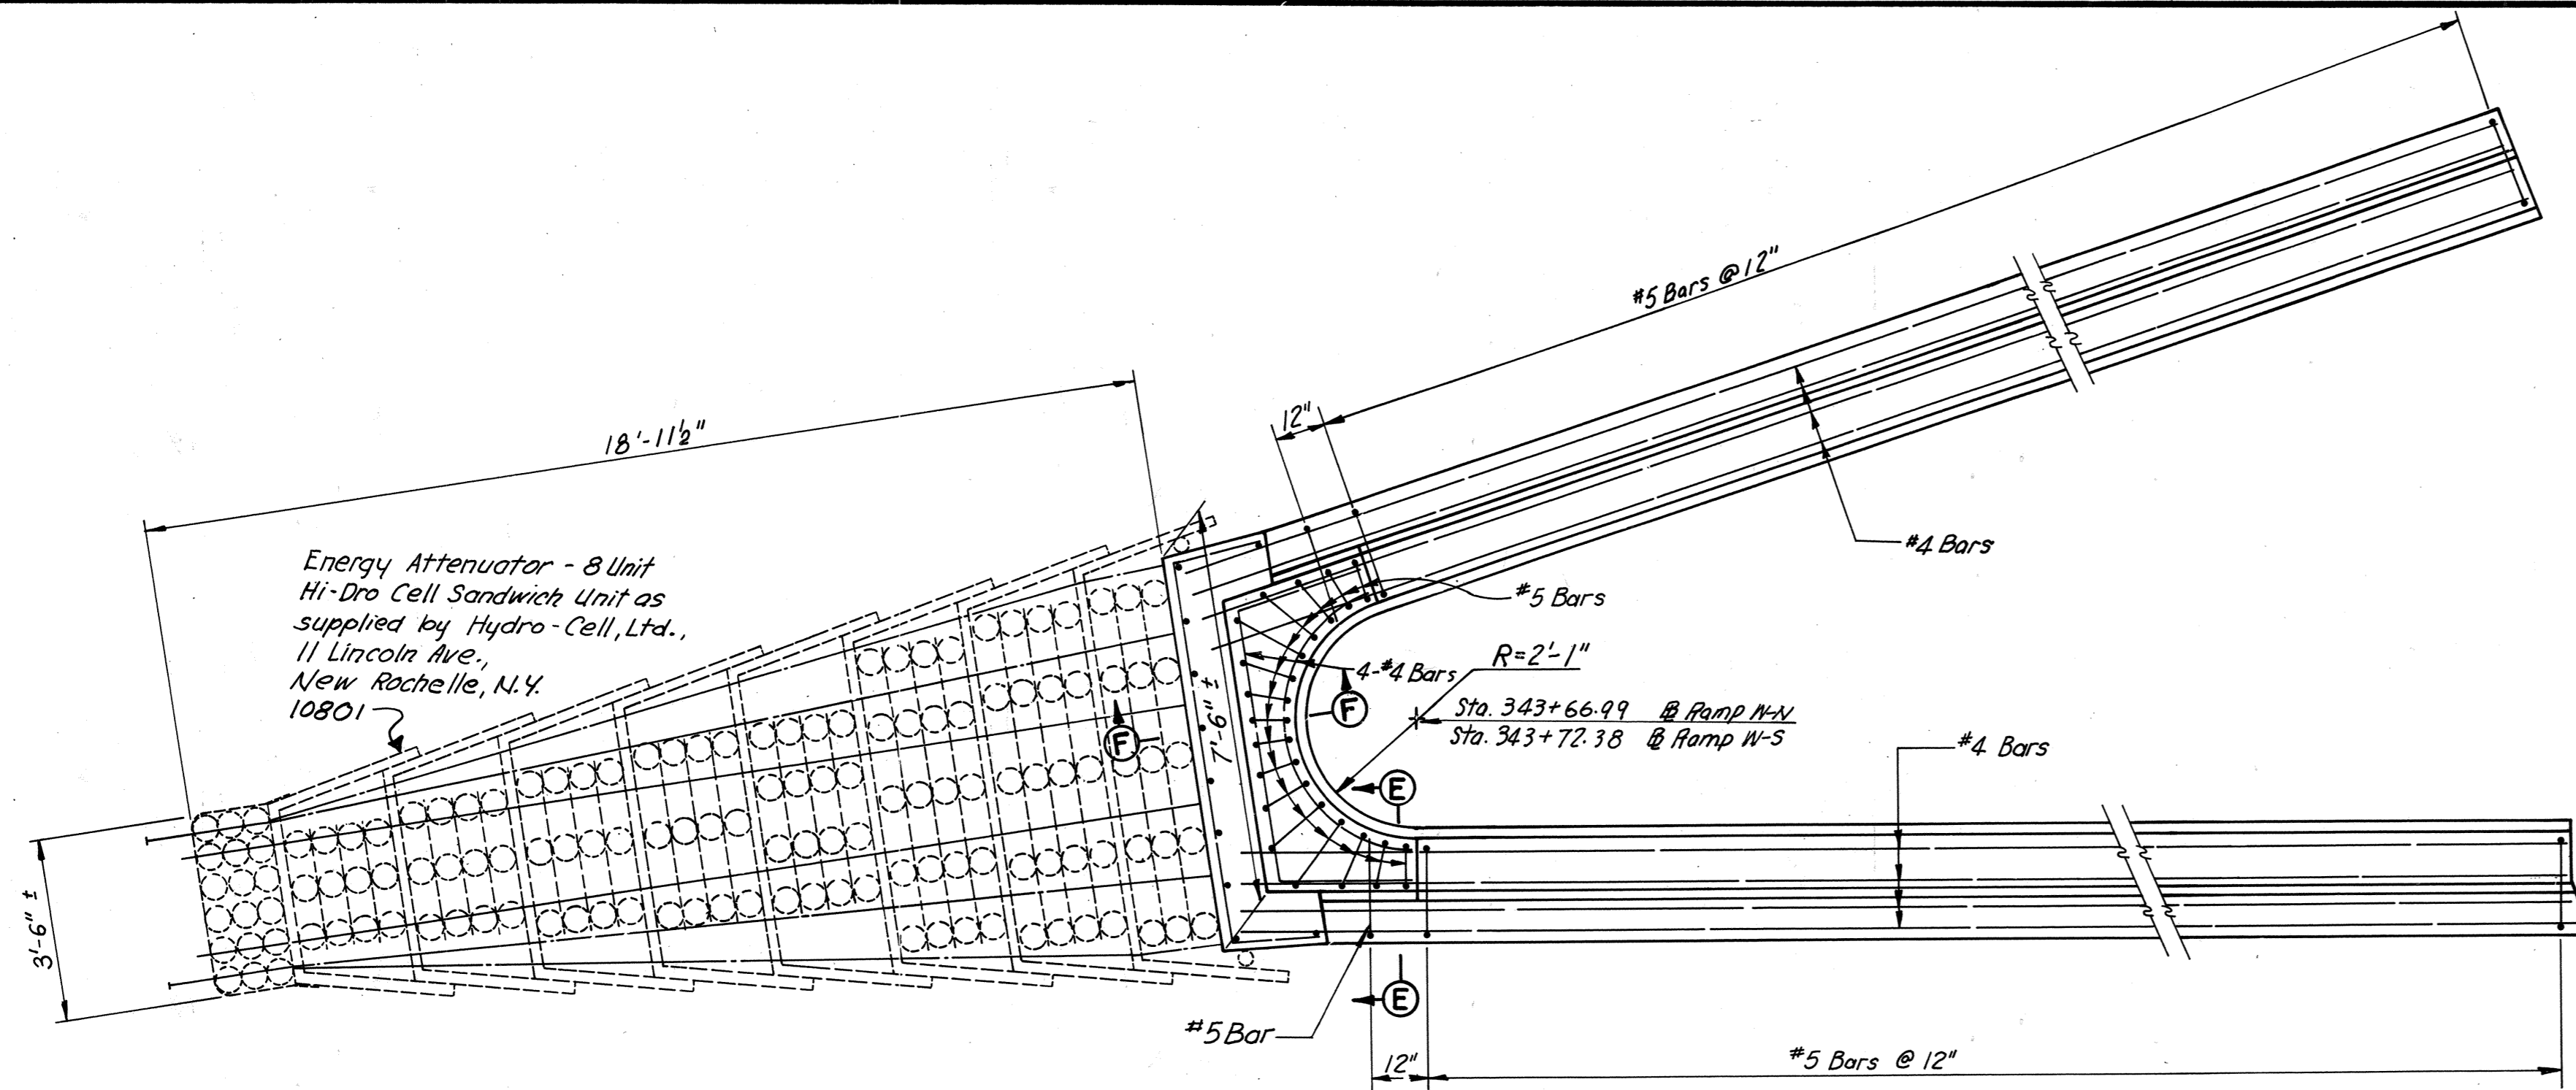 #5 Bars @ 12"
12"
18'-11½"
Energy Attenuator - 8 Unit
Hi-Dro Cell Sandwich Unit as
supplied by Hydro-Cell, Ltd.,
11 Lincoln Ave.,
New Rochelle, N.Y.
10801
#4 Bars
#5 Bars
R=2'-1"
4-#4 Bars
7'-6" ±
F
F
Sta. 343+66.99 ℄ Ramp W-N
Sta. 343+72.38 ℄ Ramp W-S
#4 Bars
E
3'-6" ±
E
#5 Bar
12"
#5 Bars @ 12"